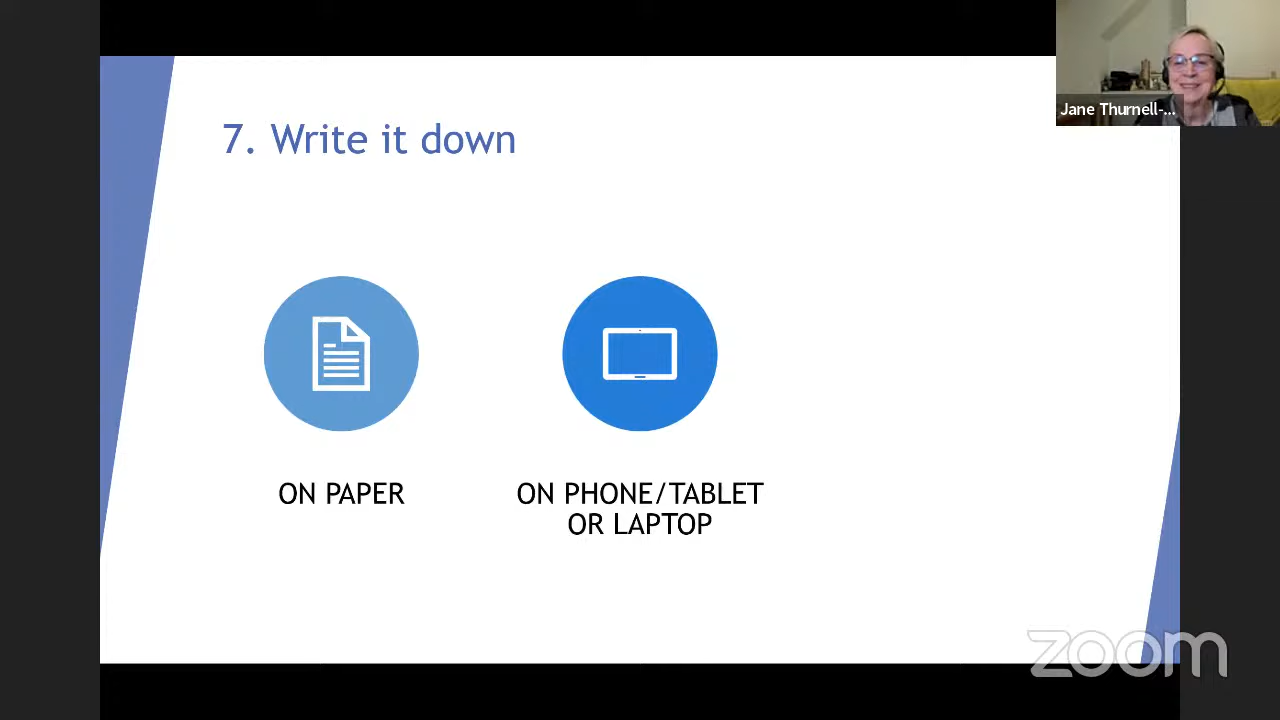 7. Write it down
Jane Thurnell-...
ON PAPER
ON PHONE/TABLET
OR LAPTOP
zoom